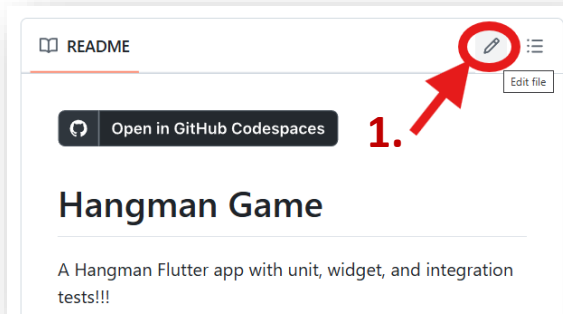 README
Edit file
Open in GitHub Codespaces
1.
Hangman Game
A Hangman Flutter app with unit, widget, and integration
tests!!!